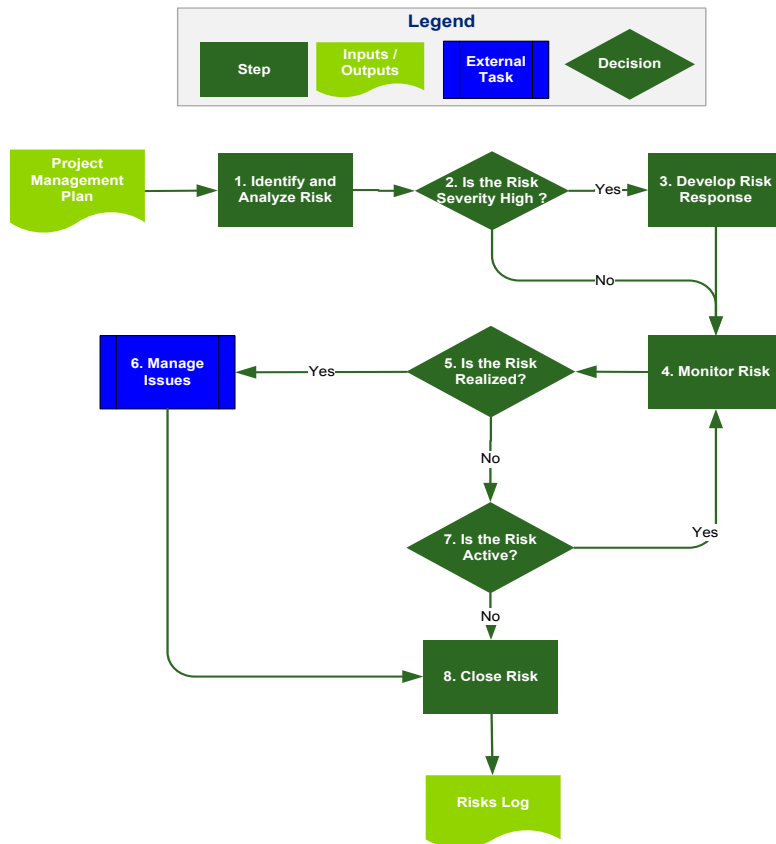 Legend
Step
Inputs /
Outputs
External
Task
Decision
Project
Management
Plan
1. Identify and
Analyze Risk
2. Is the Risk
Severity High ?
Yes
3. Develop Risk
Response
No
6. Manage
Issues
Yes
5. Is the Risk
Realized?
4. Monitor Risk
No
7. Is the Risk
Active?
Yes
No
8. Close Risk
Risks Log